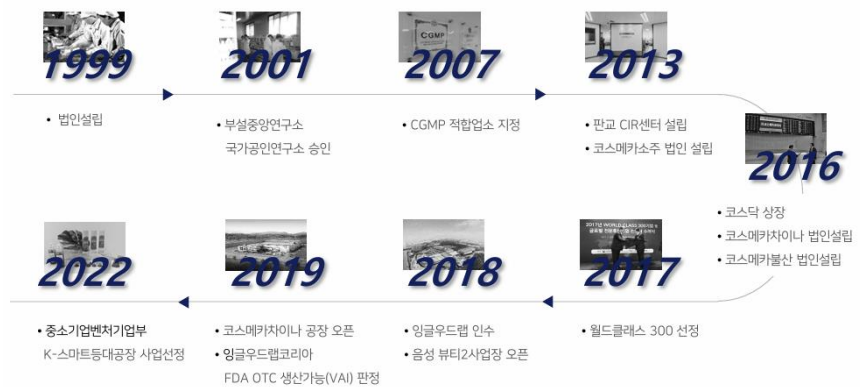 1999
2001
2007
2013
CGMP
• 법인설립
• 부설중앙연구소
국가공인연구소 승인
• CGMP 적합업소 지정
• 판교 CIR센터 설립
• 코스메카소주 법인 설립
2016
• 코스닥 상장
• 코스메카차이나 법인설립
• 코스메카불산 법인설립
2022
2019
2018
2017
• 중소기업벤처기업부
K-스마트등대공장 사업선정
• 코스메카차이나 공장 오픈
• 잉글우드랩코리아
FDA OTC 생산가능(VAI) 판정
• 잉글우드랩 인수
• 음성 뷰티2사업장 오픈
• 월드클래스 300 선정